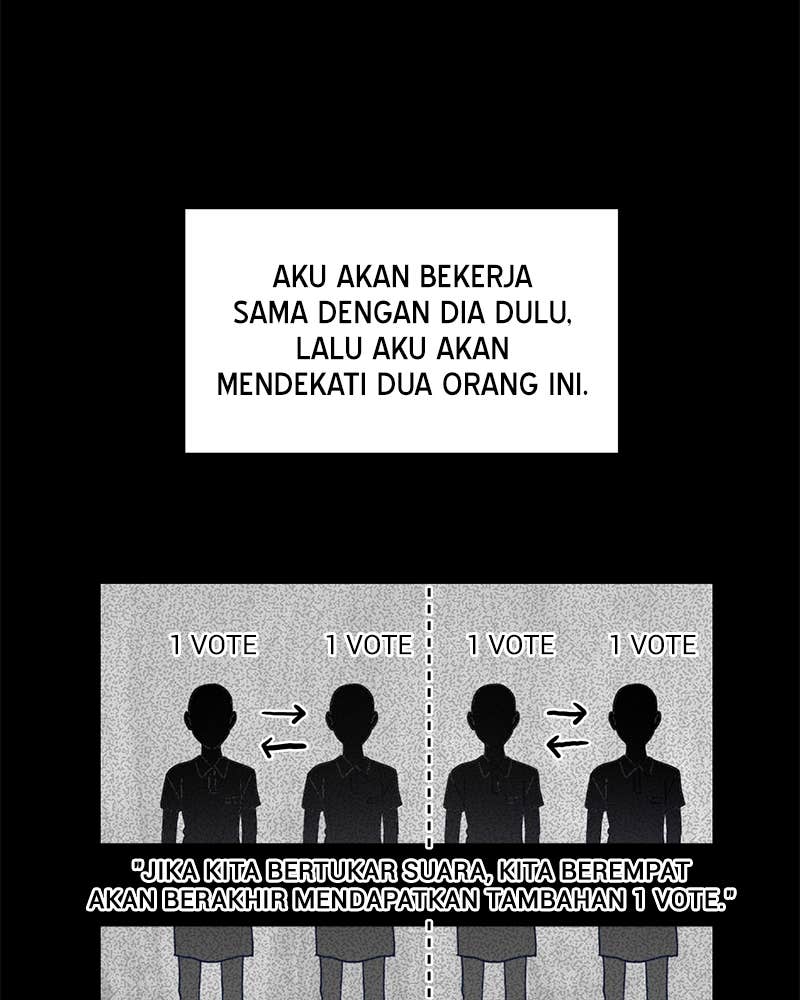 AKU AKAN BEKERJA
SAMA DENGAN DIA DULU,
LALU AKU AKAN
MENDEKATI DUA ORANG INI.
1 VOTE 1 VOTE 1 VOTE 1 VOTE
"JIKA KITA BERTUKAR SUARA, KITA BEREMPAT
AKAN BERAKHIR MENDAPATKAN TAMBAHAN 1 VOTE."